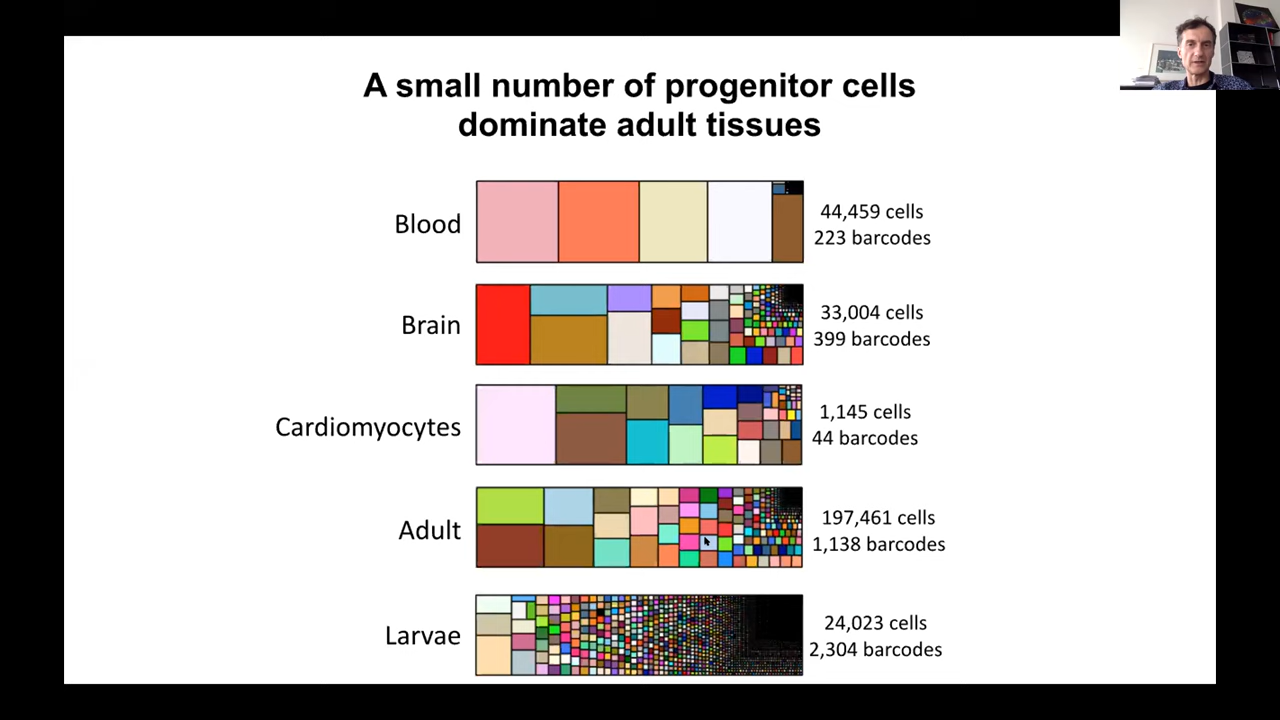 A small number of progenitor cells
dominate adult tissues
Blood
44,459 cells
223 barcodes
Brain
33,004 cells
399 barcodes
Cardiomyocytes
1,145 cells
44 barcodes
Adult
197,461 cells
1,138 barcodes
Larvae
24,023 cells
2,304 barcodes